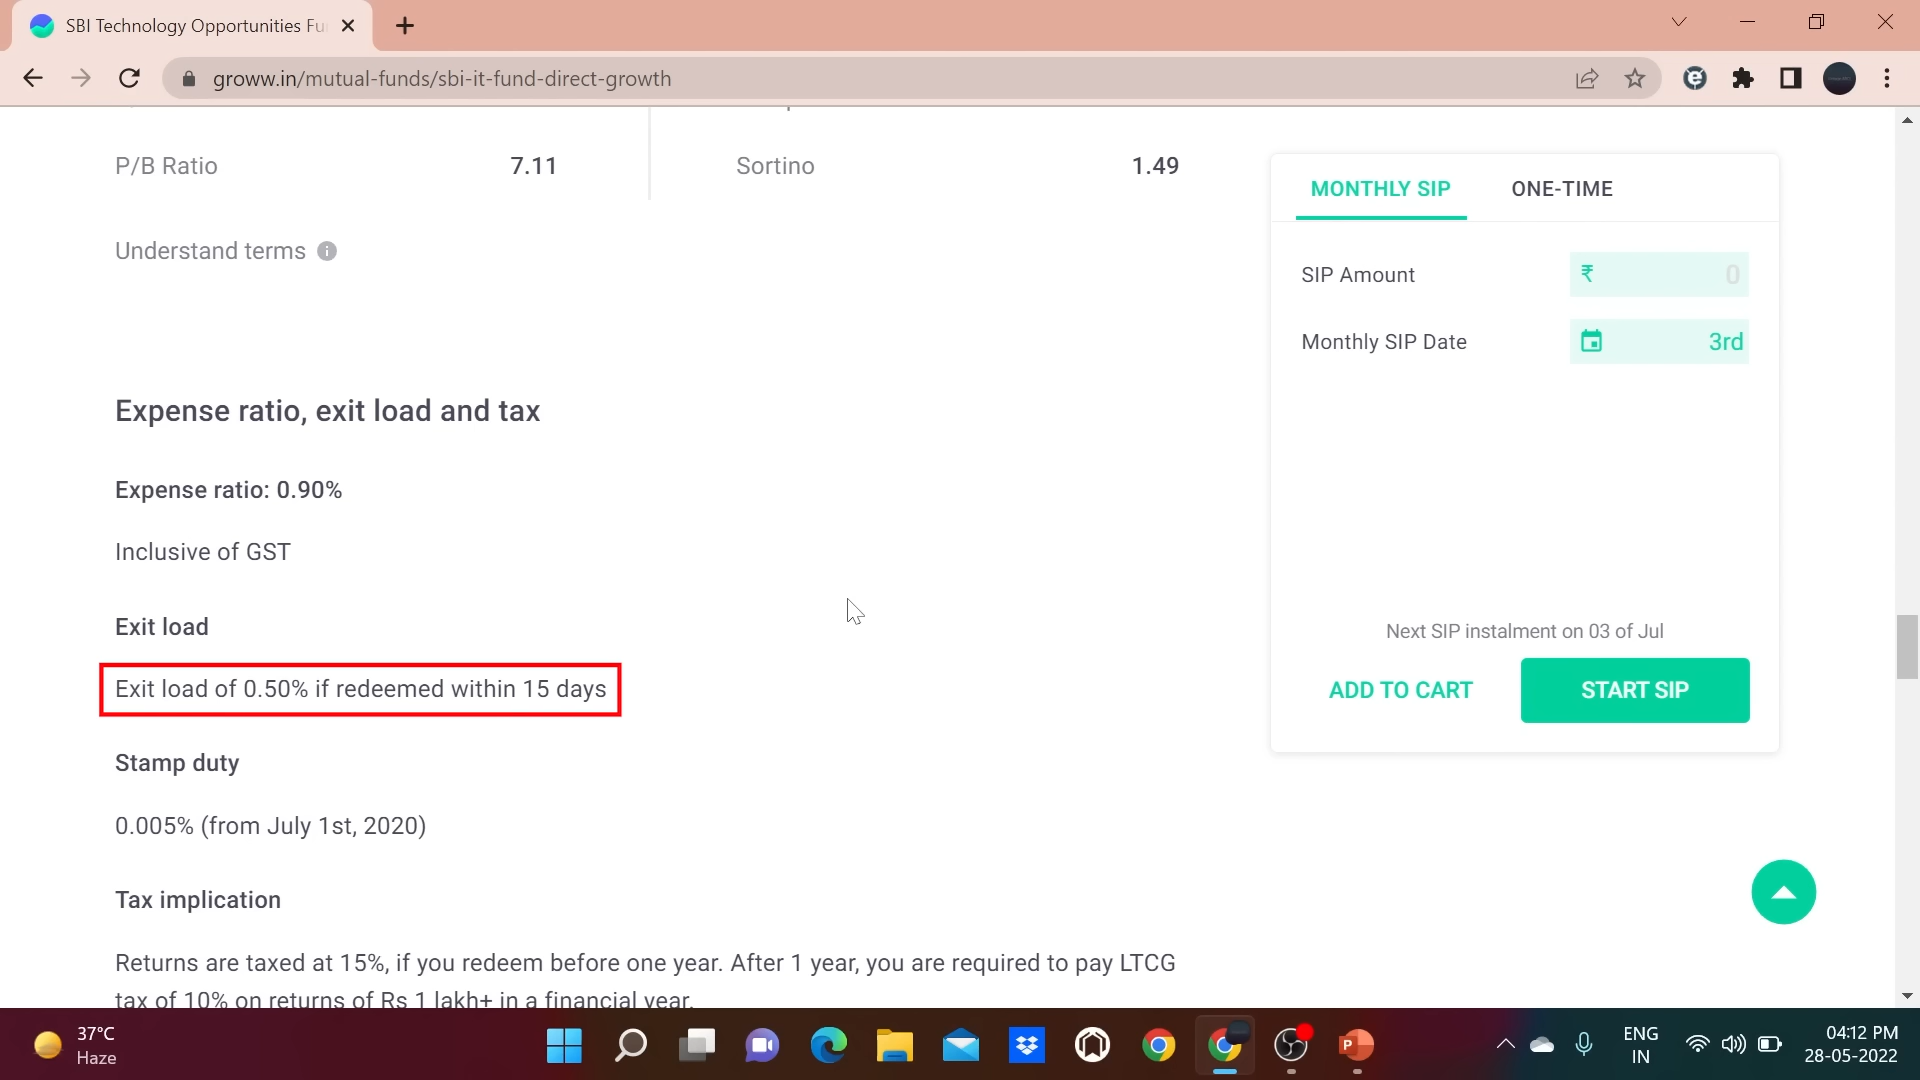 SBI Technology Opportunities Fu
groww.in/mutual-funds/sbi-it-fund-direct-growth
P/B Ratio 7.11 Sortino 1.49
Understand terms
Expense ratio, exit load and tax
Expense ratio: 0.90%
Inclusive of GST
Exit load
Exit load of 0.50% if redeemed within 15 days
Stamp duty
0.005% (from July 1st, 2020)
Tax implication
Returns are taxed at 15%, if you redeem before one year. After 1 year, you are required to pay LTCG
tax of 10% on returns of Rs 1 lakh+ in a financial year.
MONTHLY SIP ONE-TIME
SIP Amount ₹ 0
Monthly SIP Date 3rd
Next SIP instalment on 03 of Jul
ADD TO CART START SIP
37°C
Haze
ENG
IN
04:12 PM
28-05-2022